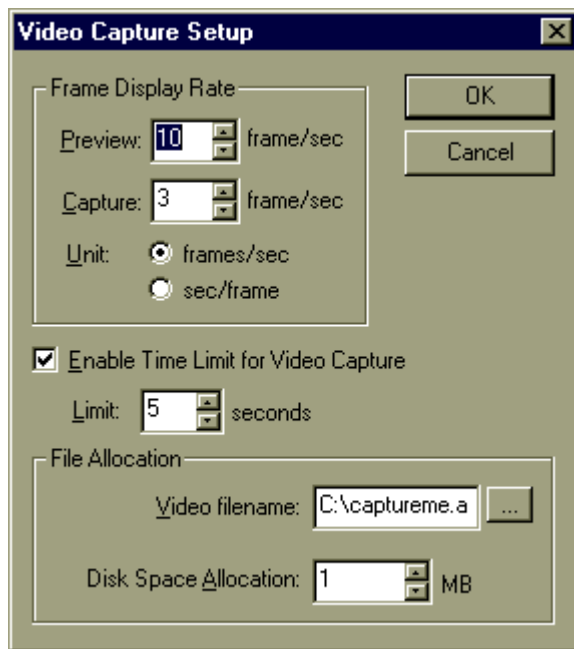 Video Capture Setup
Frame Display Rate
OK
Preview: 10 frame/sec
Cancel
Capture: 3 frame/sec
Unit: frames/sec
sec/frame
Enable Time Limit for Video Capture
Limit: 5 seconds
File Allocation
Video filename: C:\captureme.a ...
Disk Space Allocation: 1 MB